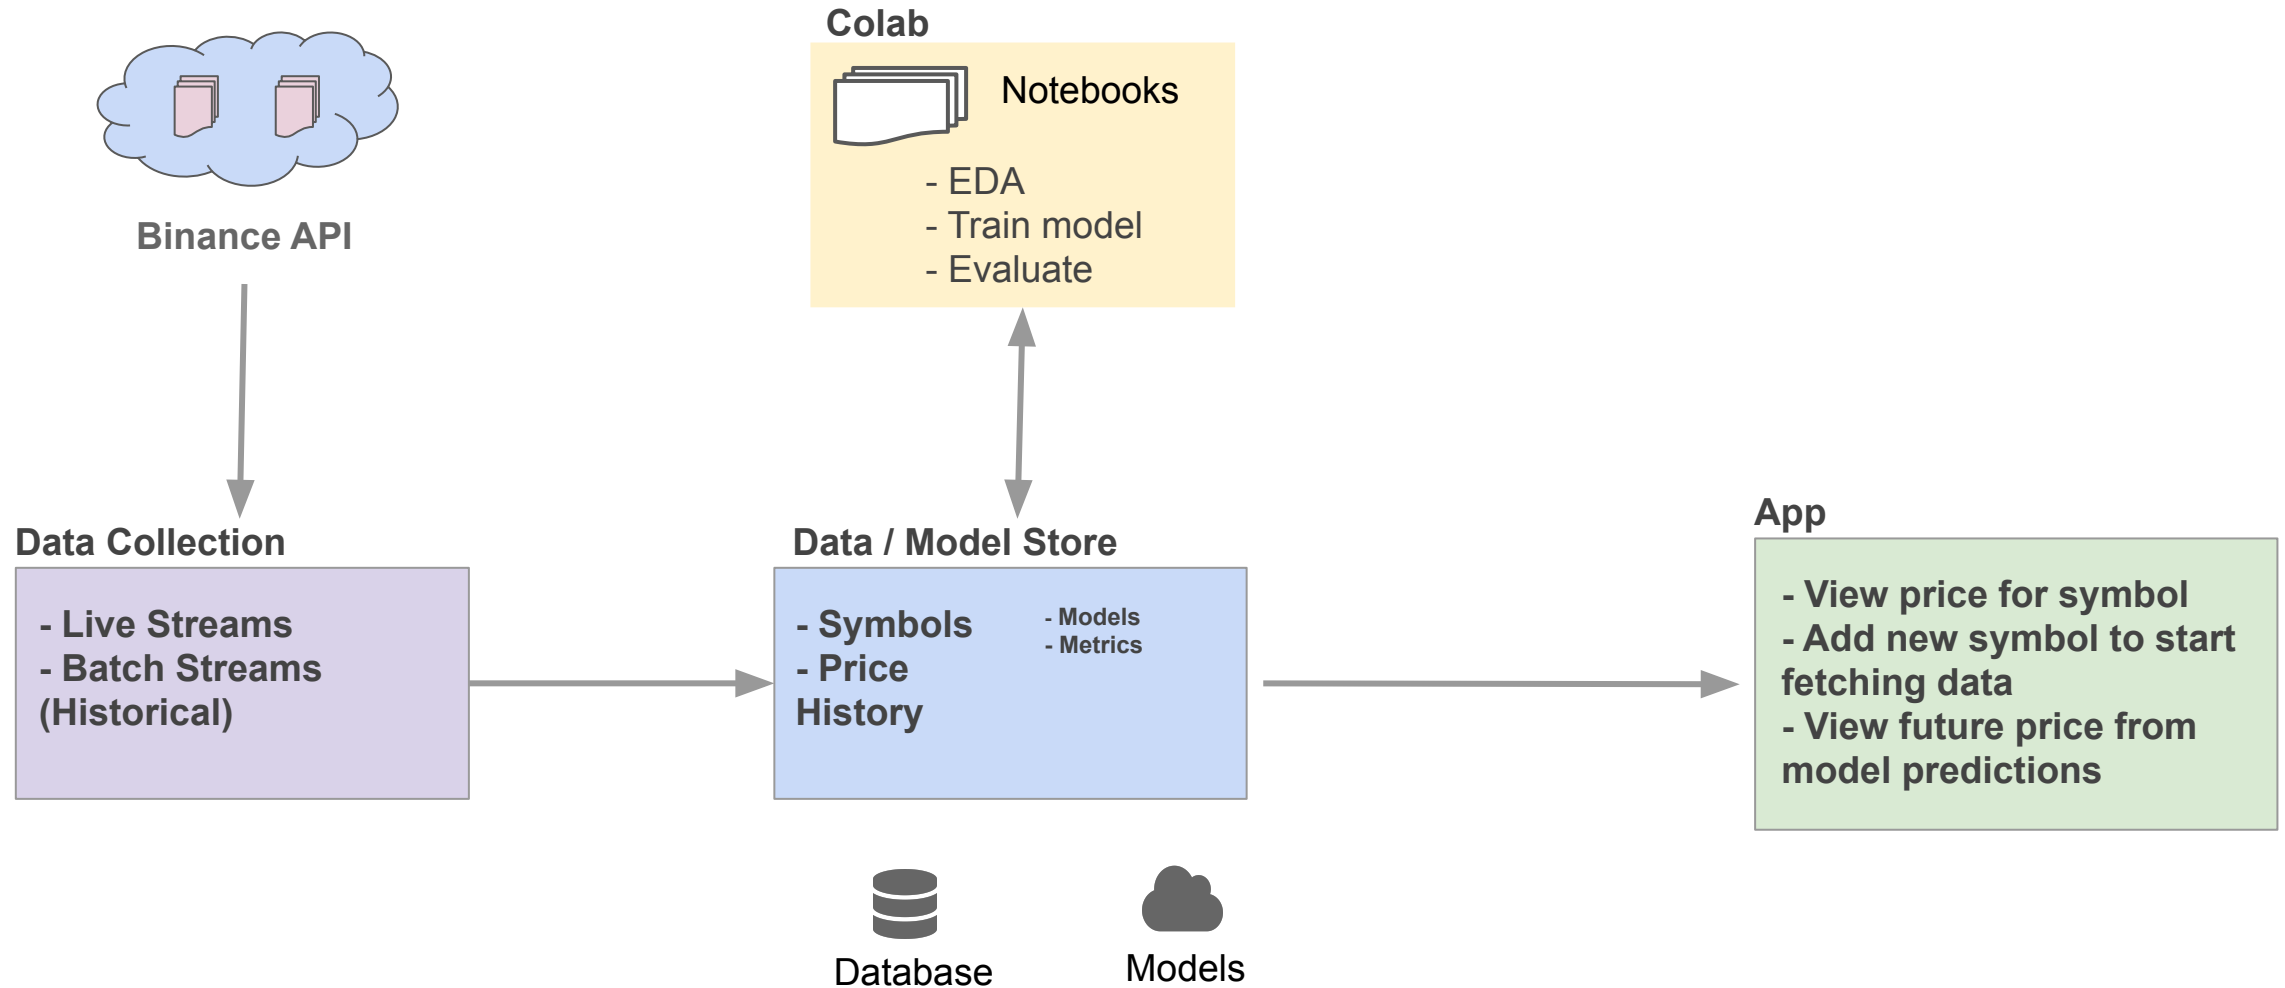 Colab
Notebooks
- EDA
- Train model
- Evaluate
Binance API
Data Collection
- Live Streams
- Batch Streams
(Historical)
Data / Model Store
- Symbols
- Price
History
- Models
- Metrics
App
- View price for symbol
- Add new symbol to start
fetching data
- View future price from
model predictions
Database
Models